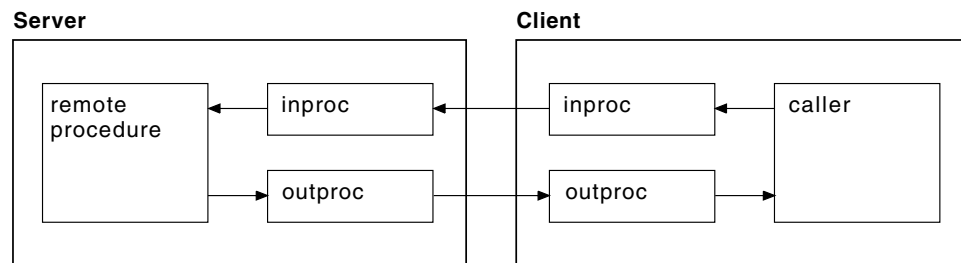 Server
Client
remote
procedure
inproc
inproc
caller
outproc
outproc